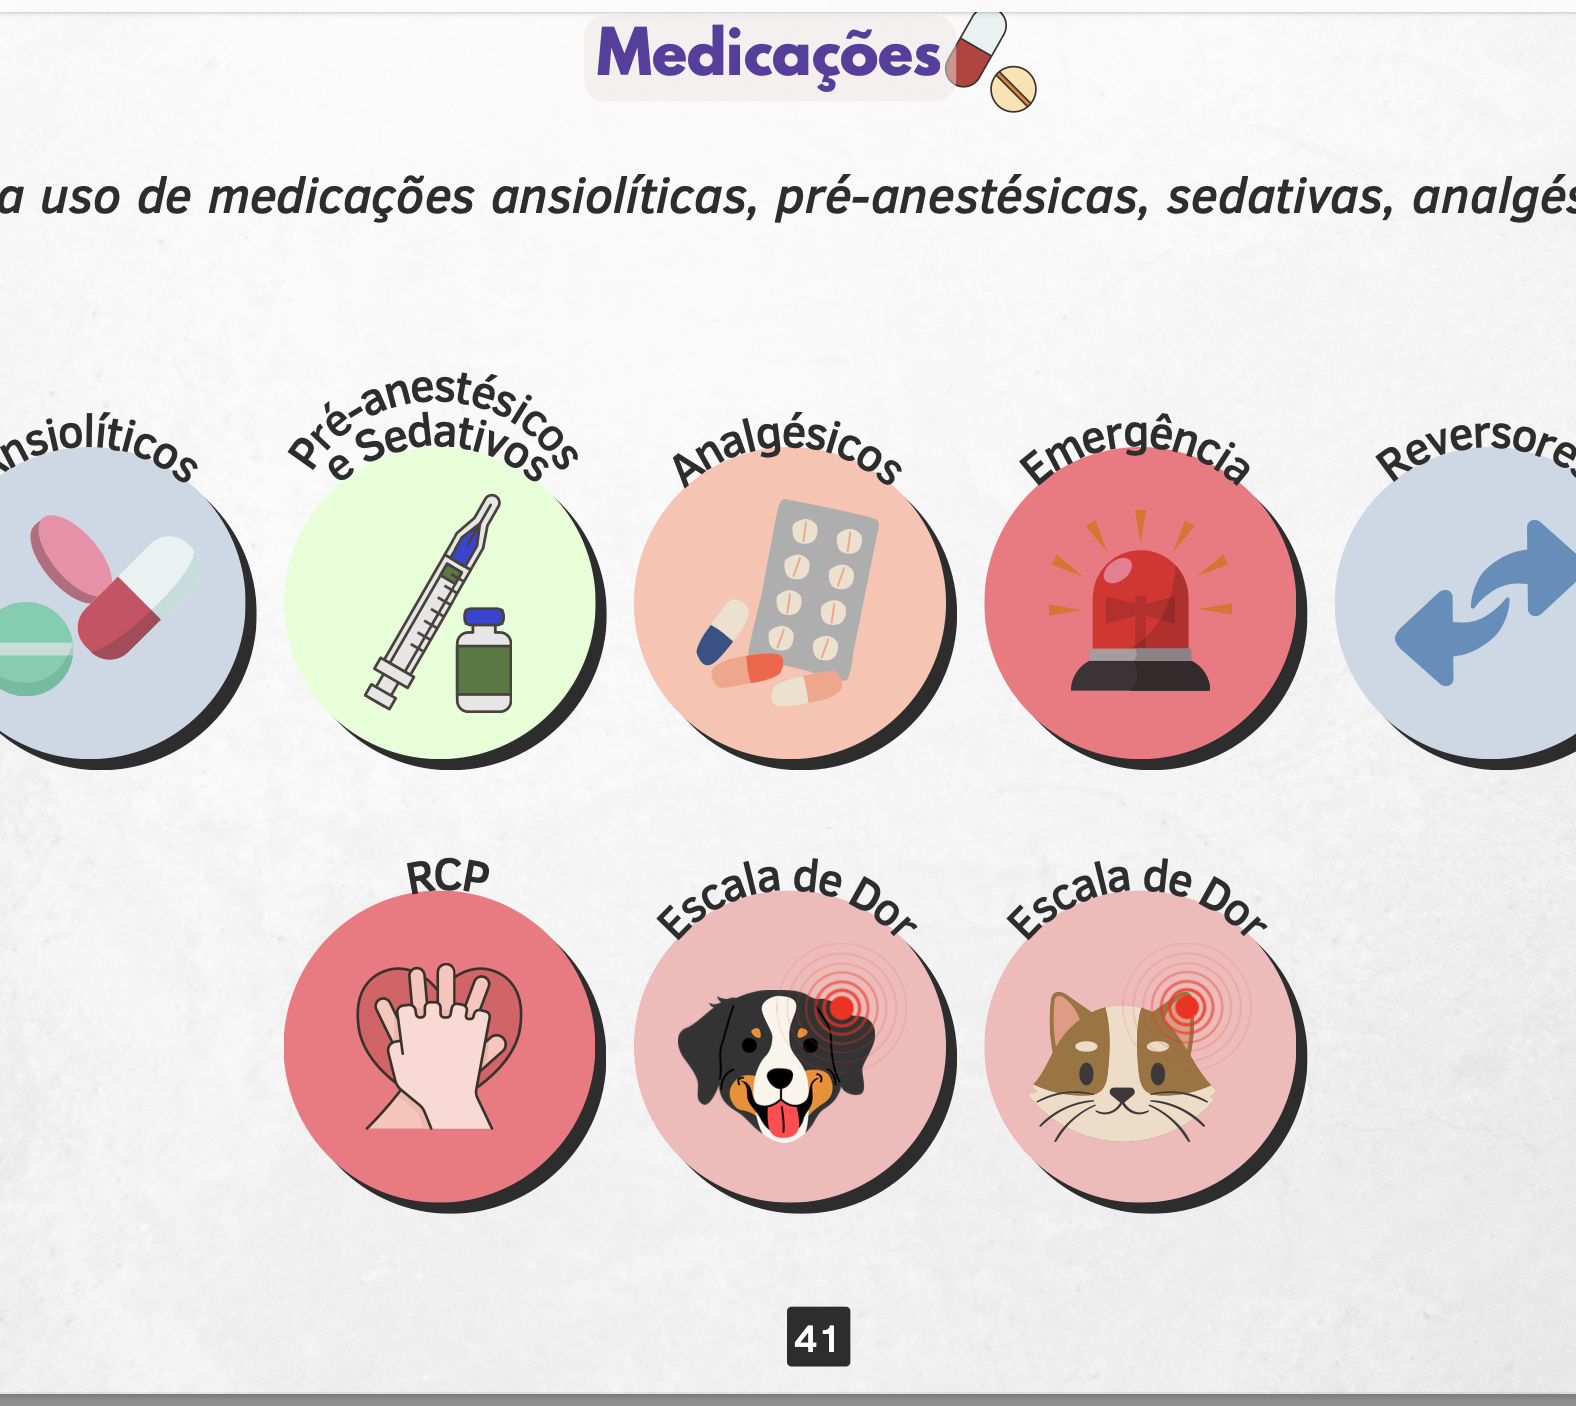 Medicações
a uso de medicações ansiolíticas, pré-anestésicas, sedativas, analgés
nsiolíticos
Pré-anestésicos
e Sedativos
Analgésicos
Emergência
Reversores
RCP
Escala de Dor
Escala de Dor
41